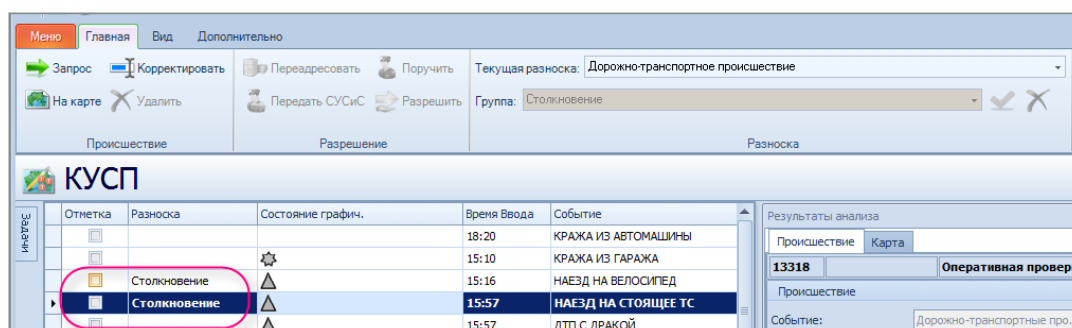 Меню Главная Вид Дополнительно
Запрос Корректировать Переадресовать Поручить Текущая разноска: Дорожно-транспортное происшествие
На карте Удалить Передать СУСиС Разрешить Группа: Столкновение
Происшествие Разрешение Разноска
КУСП
Задачи
Отметка Разноска Состояние графич. Время Ввода Событие
18:20 КРАЖА ИЗ АВТОМАШИНЫ
15:10 КРАЖА ИЗ ГАРАЖА
Столкновение 15:16 НАЕЗД НА ВЕЛОСИПЕД
Столкновение 15:57 НАЕЗД НА СТОЯЩЕЕ ТС
15:57 ДТП С ДРАКОЙ
Результаты анализа
Происшествие Карта
13318 Оперативная провер
Происшествие
Событие: Дорожно-транспортные про.